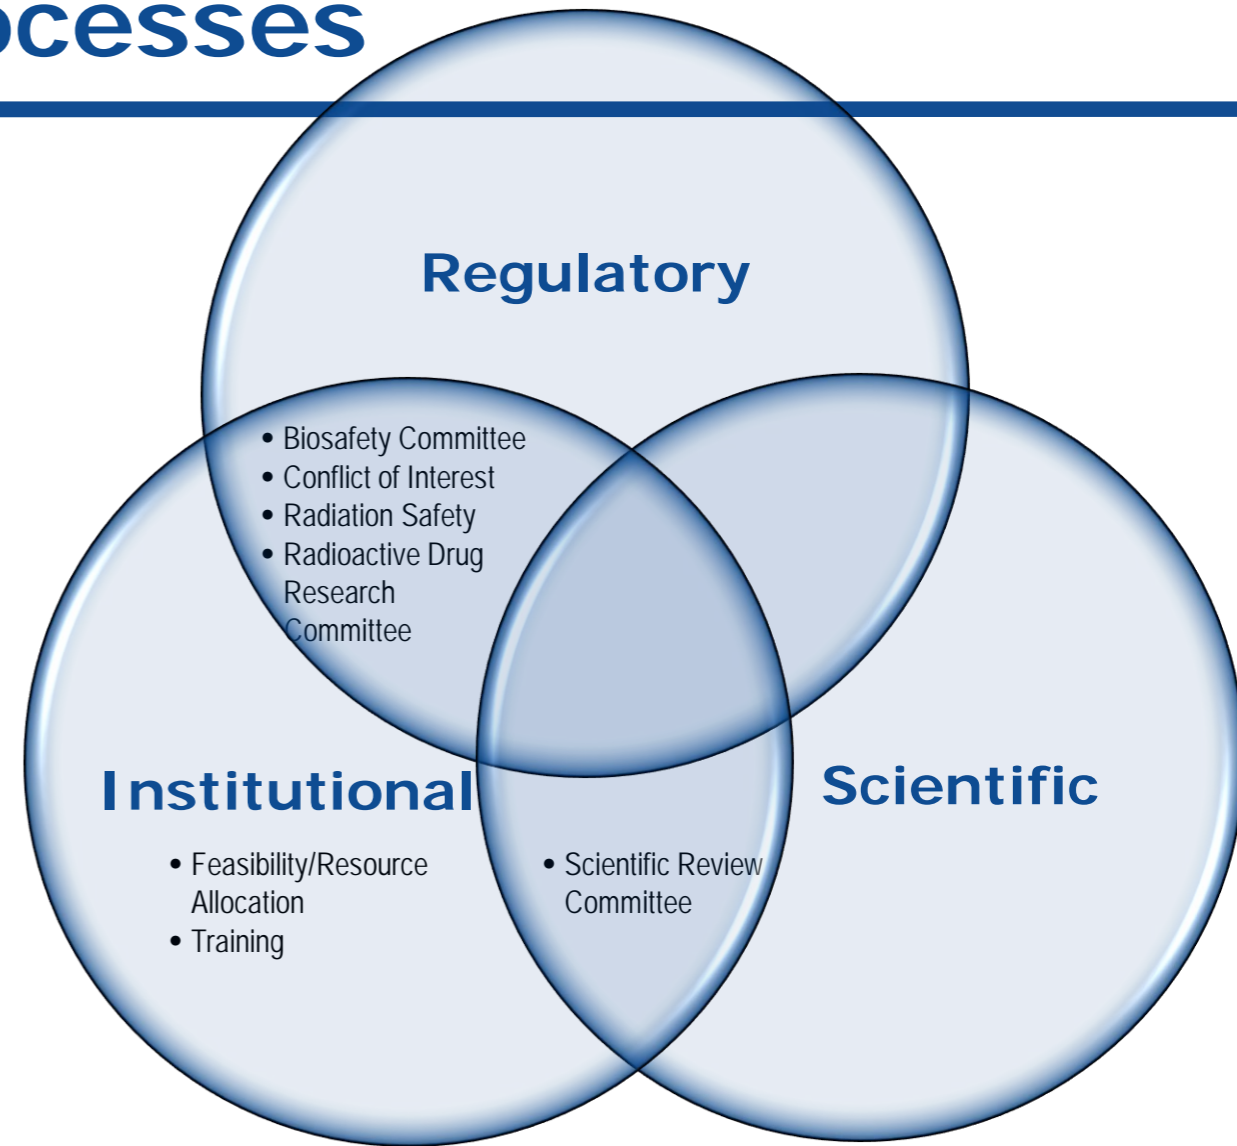 ocesses
Regulatory
• Biosafety Committee
• Conflict of Interest
• Radiation Safety
• Radioactive Drug
Research
Committee
Institutional
Scientific
• Feasibility/Resource
Allocation
• Training
• Scientific Review
Committee